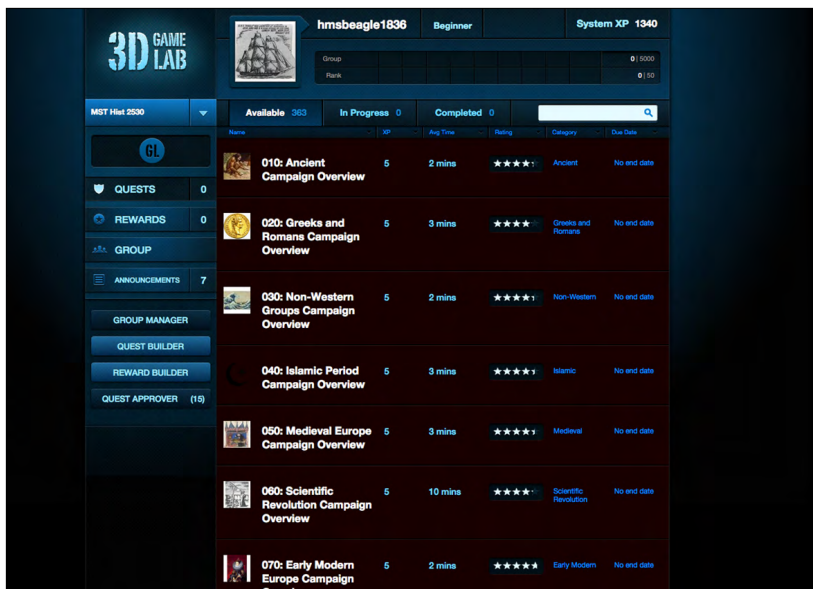 3D GAME LAB
hmsbeagle1836 Beginner System XP 1340
Group 0 | 5000
Rank 0 | 50
MST Hist 2530
Available 363 In Progress 0 Completed 0
Name XP Avg Time Rating Category Due Date
GL
QUESTS 0
REWARDS 0
GROUP
ANNOUNCEMENTS 7
GROUP MANAGER
QUEST BUILDER
REWARD BUILDER
QUEST APPROVER (15)
010: Ancient
Campaign Overview
5 2 mins Ancient No end date
020: Greeks and
Romans Campaign
Overview
5 3 mins Greeks and
Romans
No end date
030: Non-Western
Groups Campaign
Overview
5 2 mins Non-Western No end date
040: Islamic Period
Campaign Overview
5 3 mins Islamic No end date
050: Medieval Europe
Campaign Overview
5 3 mins Medieval No end date
060: Scientific
Revolution Campaign
Overview
5 10 mins Scientific
Revolution
No end date
070: Early Modern
Europe Campaign
5 2 mins Early Modern No end date